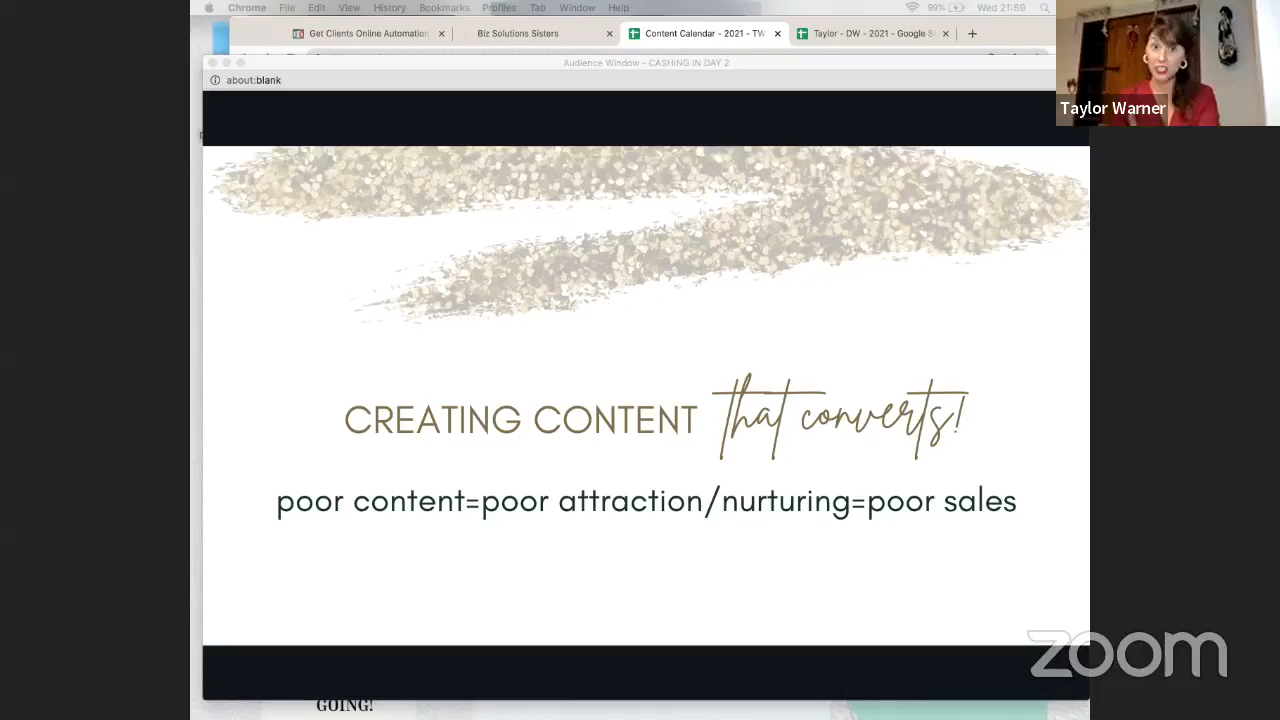 Chrome File Edit View History Bookmarks Profiles Tab Window Help 99% Wed 21:59
Get Clients Online Automation × Biz Solutions Sisters × Content Calendar - 2021 - TW × Taylor - DW - 2021 - Google S × +
Audience Window - CASHING IN DAY 2
about:blank
Taylor Warner
CREATING CONTENT that converts!
poor content=poor attraction/nurturing=poor sales
zoom
GOING!